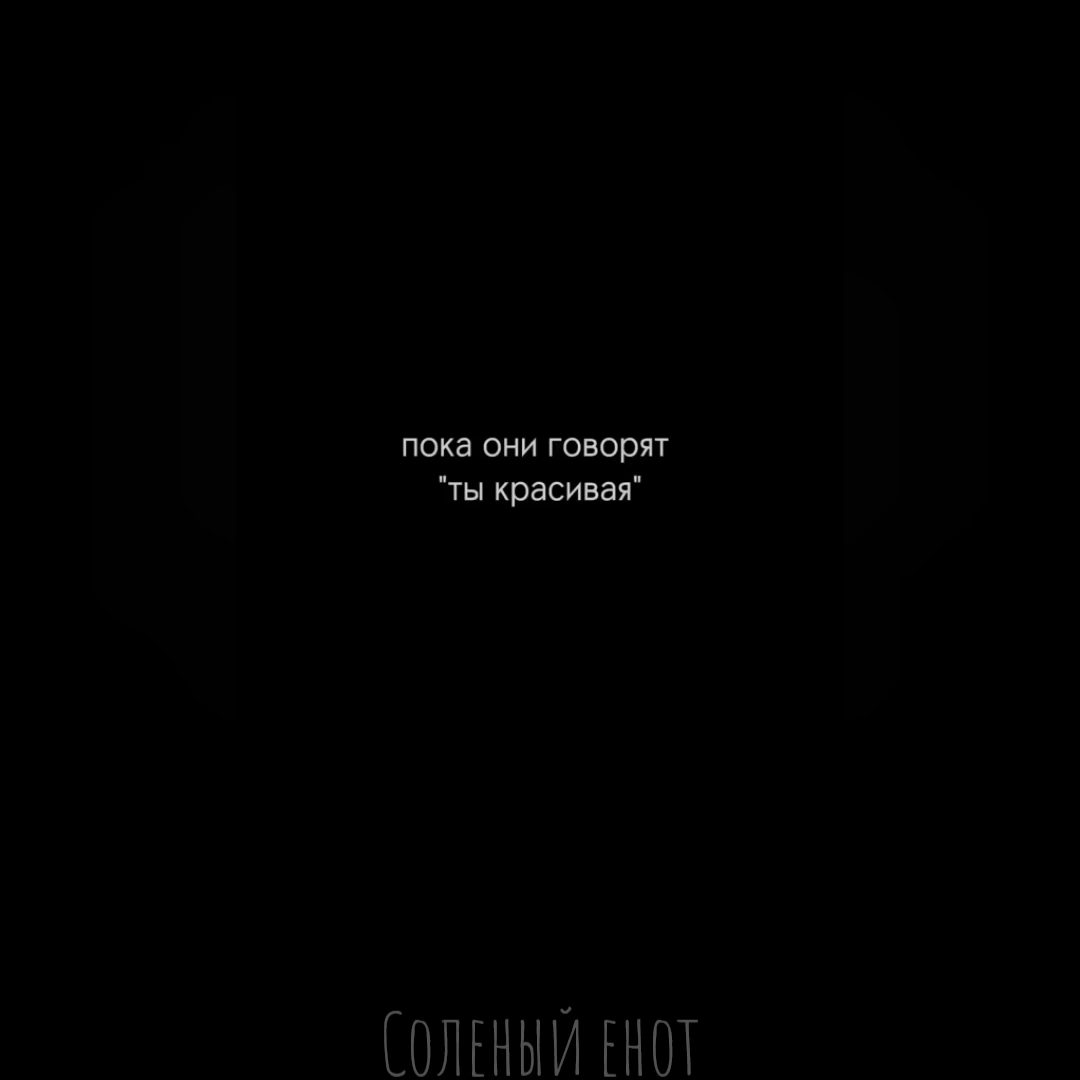 пока они говорят
"ты красивая"
Соленый енот